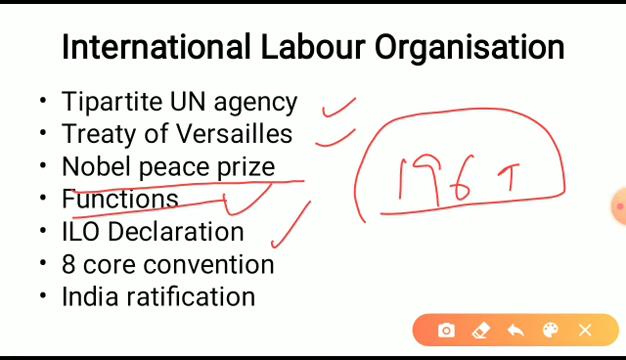 International Labour Organisation
• Tipartite UN agency
• Treaty of Versailles
• Nobel peace prize
• Functions
• ILO Declaration
• 8 core convention
• India ratification